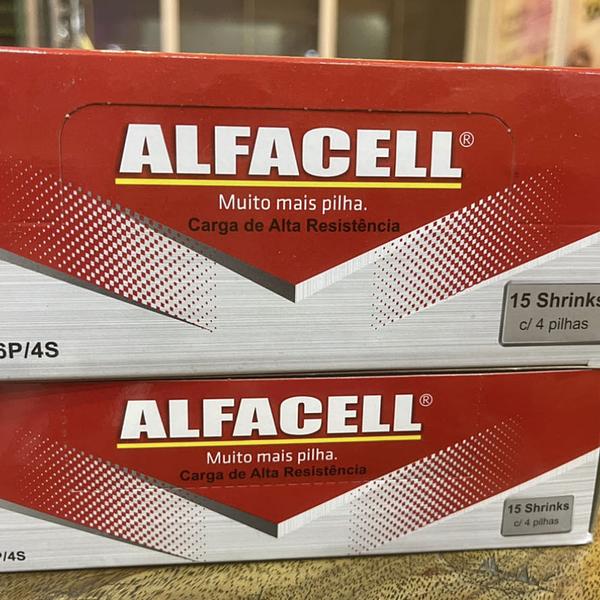 ALFACELL®
Muito mais pilha.
Carga de Alta Resistência
15 Shrinks
c/ 4 pilhas
6P/4S
ALFACELL®
Muito mais pilha.
Carga de Alta Resistência
15 Shrinks
c/ 4 pilhas
P/4S